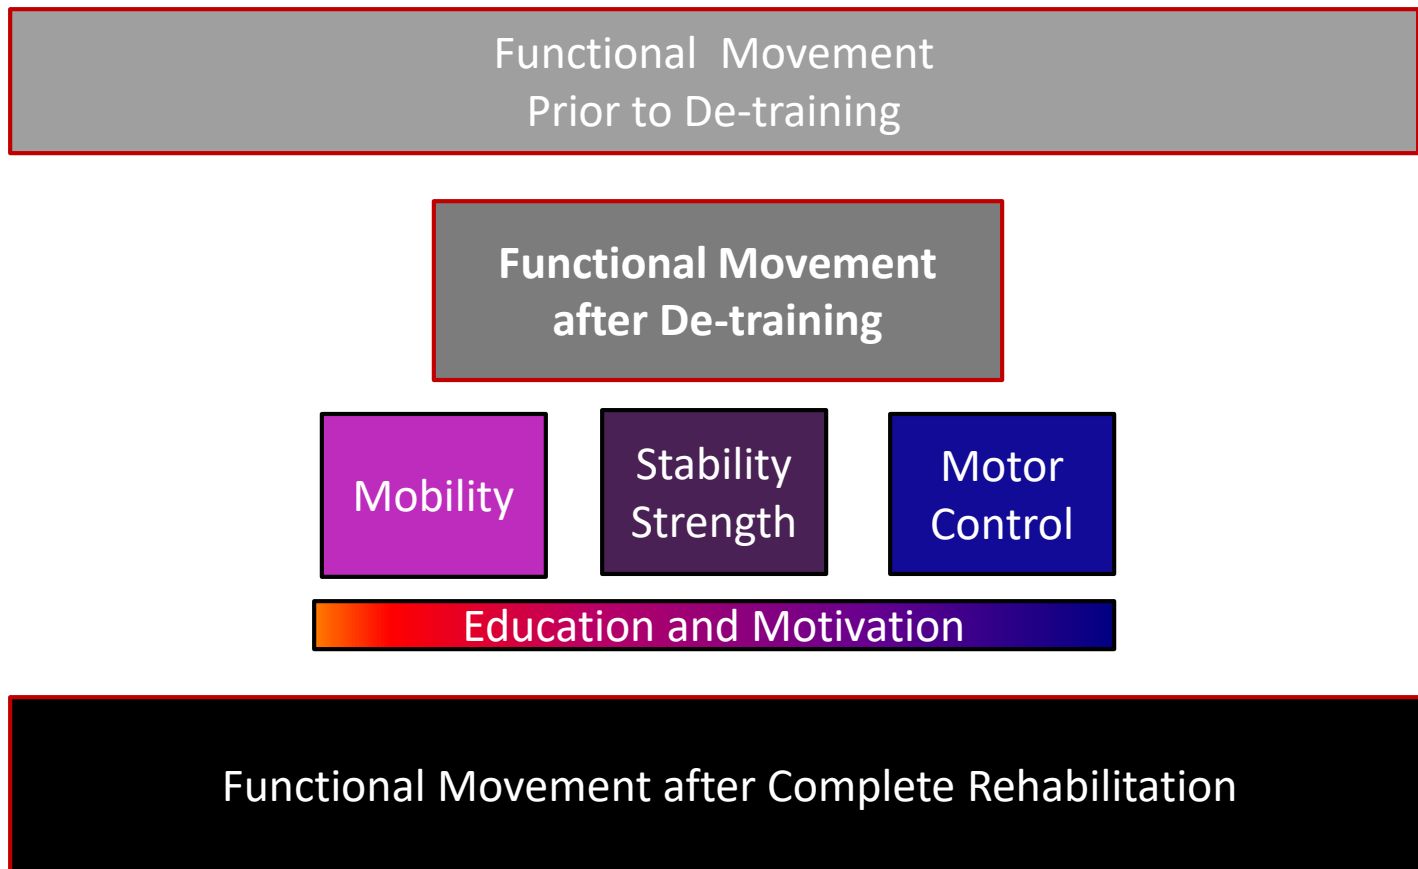 Functional Movement
Prior to De-training
Functional Movement
after De-training
Mobility
Stability
Strength
Motor
Control
Education and Motivation
Functional Movement after Complete Rehabilitation